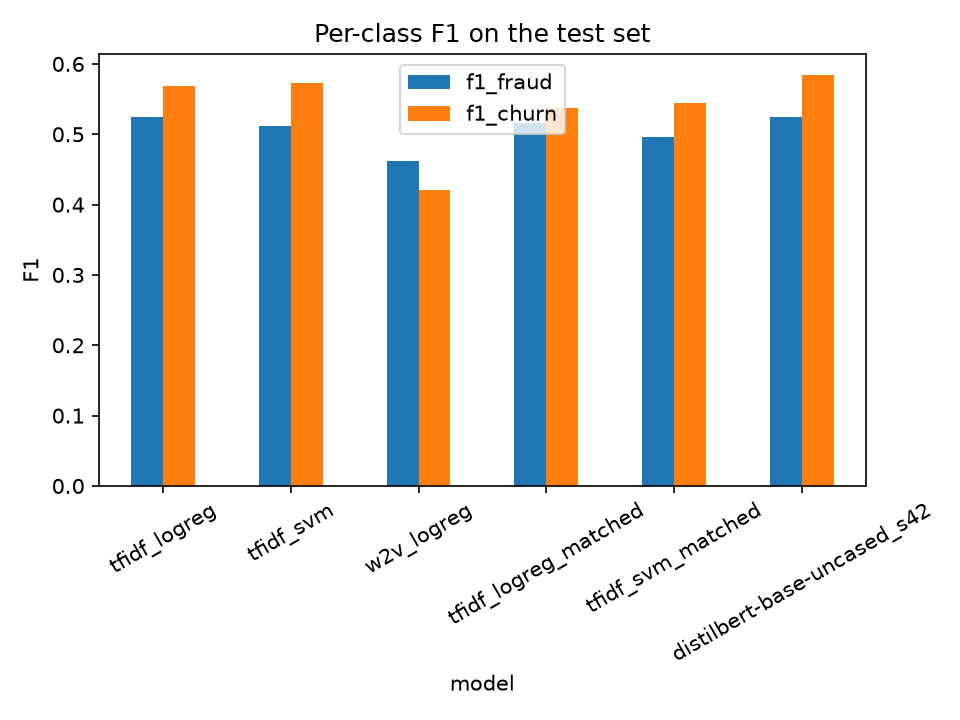 Per-class F1 on the test set
f1_fraud
f1_churn
F1
0.6
0.5
0.4
0.3
0.2
0.1
0.0
tfidf_logreg
tfidf_svm
w2v_logreg
tfidf_logreg_matched
tfidf_svm_matched
distilbert-base-uncased_s42
model